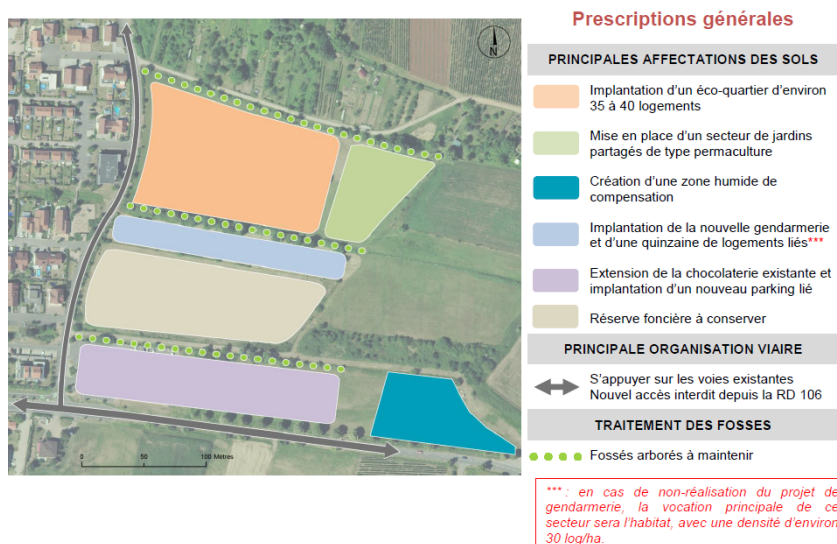 Prescriptions générales
PRINCIPALES AFFECTATIONS DES SOLS
Implantation d'un éco-quartier d'environ
35 à 40 logements
Mise en place d'un secteur de jardins
partagés de type permaculture
Création d'une zone humide de
compensation
Implantation de la nouvelle gendarmerie
et d'une quinzaine de logements liés***
Extension de la chocolaterie existante et
implantation d'un nouveau parking lié
Réserve foncière à conserver
PRINCIPALE ORGANISATION VIAIRE
S'appuyer sur les voies existantes
Nouvel accès interdit depuis la RD 106
TRAITEMENT DES FOSSES
Fossés arborés à maintenir
*** : en cas de non-réalisation du projet de
gendarmerie, la vocation principale de ce
secteur sera l'habitat, avec une densité d'environ
30 log/ha.
N
0 50 100 Mètres